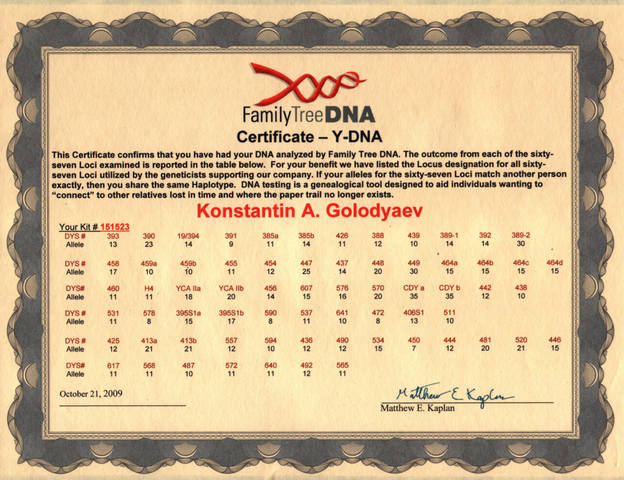 FamilyTreeDNA
Certificate – Y-DNA
This Certificate confirms that you have had your DNA analyzed by Family Tree DNA. The outcome from each of the sixty-
seven Loci examined is reported in the table below. For your benefit we have listed the Locus designation for all sixty-
seven Loci utilized by the geneticists supporting our company. If your alleles for the sixty-seven Loci match another person
exactly, then you share the same Haplotype. DNA testing is a genealogical tool designed to aid individuals wanting to
"connect" to other relatives lost in time and where the paper trail no longer exists.
Konstantin A. Golodyaev
Your Kit # 151523
DYS # 393 390 19/394 391 385a 385b 426 388 439 389-1 392 389-2
Allele 13 23 14 9 11 14 11 12 10 14 14 30
DYS # 458 459a 459b 455 454 447 437 448 449 464a 464b 464c 464d
Allele 17 10 10 11 12 25 14 20 30 15 15 15 15
DYS# 460 H4 YCA IIa YCA IIb 456 607 576 570 CDY a CDY b 442 438
Allele 11 11 18 20 14 15 16 20 35 35 12 10
DYS# 531 578 395S1a 395S1b 590 537 641 472 406S1 511
Allele 11 8 15 17 8 11 10 8 13 10
DYS# 425 413a 413b 557 594 436 490 534 450 444 481 520 446
Allele 12 21 21 12 10 12 12 15 7 12 20 21 15
DYS# 617 568 487 572 640 492 565
Allele 11 11 10 11 11 12 11
October 21, 2009
Matthew E Kaplan
Matthew E. Kaplan